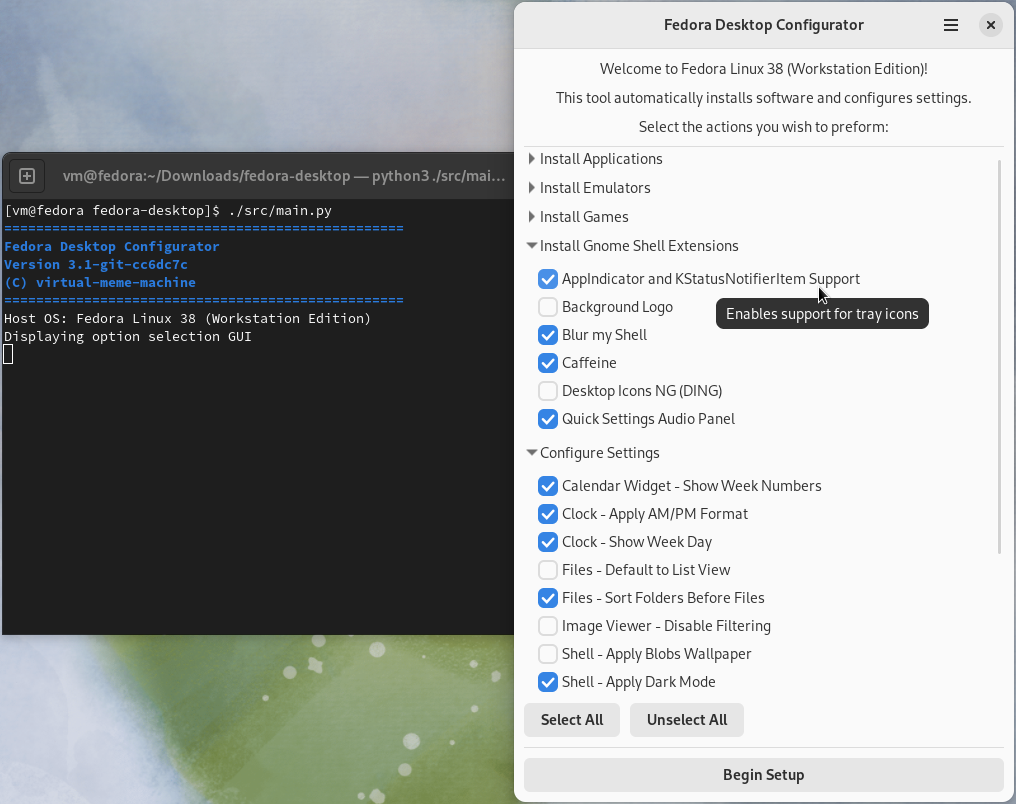 Fedora Desktop Configurator
Welcome to Fedora Linux 38 (Workstation Edition)!
This tool automatically installs software and configures settings.
Select the actions you wish to preform:
Install Applications
Install Emulators
Install Games
Install Gnome Shell Extensions
AppIndicator and KStatusNotifierItem Support
Background Logo
Enables support for tray icons
Blur my Shell
Caffeine
Desktop Icons NG (DING)
Quick Settings Audio Panel
Configure Settings
Calendar Widget - Show Week Numbers
Clock - Apply AM/PM Format
Clock - Show Week Day
Files - Default to List View
Files - Sort Folders Before Files
Image Viewer - Disable Filtering
Shell - Apply Blobs Wallpaper
Shell - Apply Dark Mode
Select All
Unselect All
Begin Setup
vm@fedora:~/Downloads/fedora-desktop — python3 ./src/mai...
[vm@fedora fedora-desktop]$ ./src/main.py
==================================================
Fedora Desktop Configurator
Version 3.1-git-cc6dc7c
(C) virtual-meme-machine
==================================================
Host OS: Fedora Linux 38 (Workstation Edition)
Displaying option selection GUI